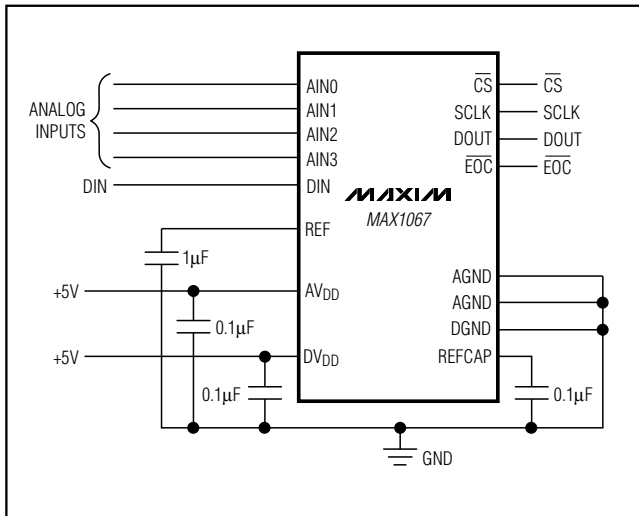 ANALOG
INPUTS
DIN
+5V
+5V
1µF
0.1µF
0.1µF
AIN0
AIN1
AIN2
AIN3
DIN
REF
AVDD
DVDD
MAXIM
MAX1067
CS
SCLK
DOUT
EOC
AGND
AGND
DGND
REFCAP
CS
SCLK
DOUT
EOC
0.1µF
GND